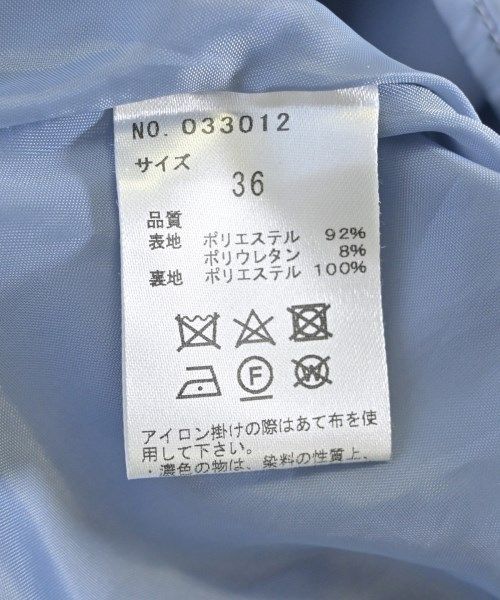 NO. 033012
サイズ
36
品質
表地 ポリエステル 92%
ポリウレタン 8%
裏地 ポリエステル 100%
F W
アイロン掛けの際はあて布を使
用して下さい。
・濃色の物は、染料の性質上、